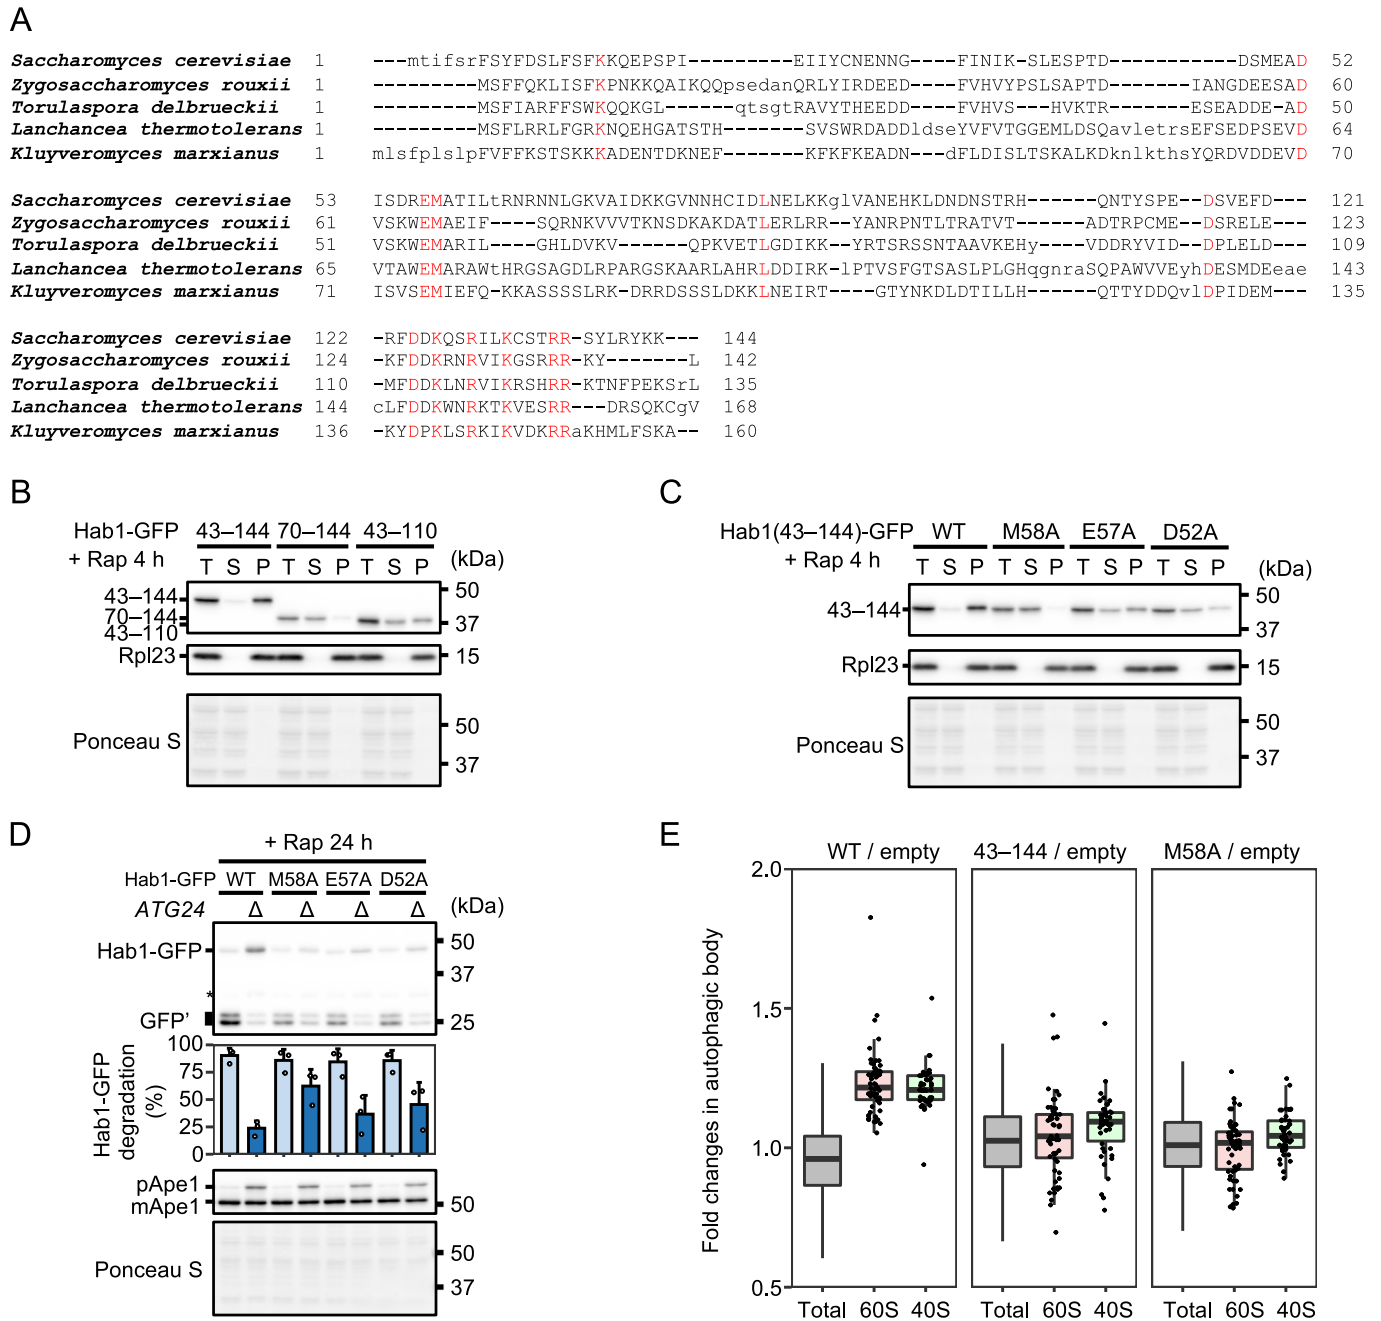 A
Saccharomyces cerevisiae 1 ---mtifsrFSYFDSLFSFKKQEPSPI---------EIIYCNENNG----FINIK-SLESPTD-----------DSMEAD 52
Zygosaccharomyces rouxii 1 ---------MSFFQKLISFKPNKKQAIKQQpsedanQRLYIRDEED----FVHVYPSLSAPTD-------IANGDEESAD 60
Torulaspora delbrueckii 1 ---------MSFIARFFSWKQQKGL------qtsgtRAVYTHEEDD----FVHVS---HVKTR-------ESEADDE-AD 50
Lanchancea thermotolerans 1 ---------MSFLRRLFGRKNQEHGATSTH-------SVSWRDADDldseYVFVTGGEMLDSQavletrsEFSEDPSEVD 64
Kluyveromyces marxianus 1 mlsfplslpFVFFKSTSKKKADENTDKNEF-------KFKFKEADN---dFLDISLTSKALKDknlkthsYQRDVDDEVD 70
Saccharomyces cerevisiae 53 ISDREMATILtRNRNNLGKVAIDKKGVNNHCIDLNELKKglVANEHKLDNDNSTRH------QNTYSPE--DSVEFD--- 121
Zygosaccharomyces rouxii 61 VSKWEMAEIF----SQRNKVVVTKNSDKAKDATLERLRR--YANRPNTLTRATVT-----ADTRPCME---DSRELE--- 123
Torulaspora delbrueckii 51 VSKWEMARIL----GHLDVKV------QPKVETLGDIKK--YRTSRSSNTAAVKEHy-----VDDRYVID--DPLELD--- 109
Lanchancea thermotolerans 65 VTAWEMARAWtHRGSAGDLRPARGSKAARLAHRLDDIRK-lPTVSFGTSASLPLGHqgnraSQPAWVVEyhDESMDEeae 143
Kluyveromyces marxianus 71 ISVSEMIEFQ-KKASSSSLRK-DRRDSSSLDKKLNEIRT----GTYNKDLDTILLH------QTTYDDQvlDPIDEM--- 135
Saccharomyces cerevisiae 122 -RFDDKQSRILKCSTRR-SYLRYKK--- 144
Zygosaccharomyces rouxii 124 -KFDDKRNRVIKGSRRR-KY-------L 142
Torulaspora delbrueckii 110 -MFDDKLNRVIKRSHRR-KTNFPEKSrL 135
Lanchancea thermotolerans 144 cLFDDKWNRKTKVESRR---DRSQKCgV 168
Kluyveromyces marxianus 136 -KYDPKLSRKIKVDKRRaKHMLFSKA-- 160
B
Hab1-GFP 43–144 70–144 43–110
+ Rap 4 h T S P T S P T S P (kDa)
43–144
70–144
43–110
50
37
Rpl23 15
Ponceau S
50
37
C
Hab1(43–144)-GFP WT M58A E57A D52A
+ Rap 4 h T S P T S P T S P T S P (kDa)
43–144
50
37
Rpl23 15
Ponceau S
50
37
D
+ Rap 24 h
Hab1-GFP WT M58A E57A D52A
ATG24 Δ Δ Δ Δ (kDa)
Hab1-GFP 50
37
*
GFP' 25
Hab1-GFP degradation (%)
100
75
50
25
0
pApe1
mApe1 50
Ponceau S
50
37
E
WT / empty 43–144 / empty M58A / empty
Fold changes in autophagic body
2.0
1.5
1.0
0.5
Total 60S 40S Total 60S 40S Total 60S 40S